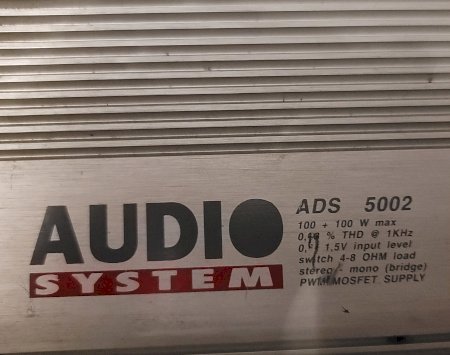 AUDIO
SYSTEM
ADS 5002
100 + 100 W max
% THD @ 1KHz
1.5V input level
switch 4-8 OHM load
stereo / mono (bridge)
PWM MOSFET SUPPLY